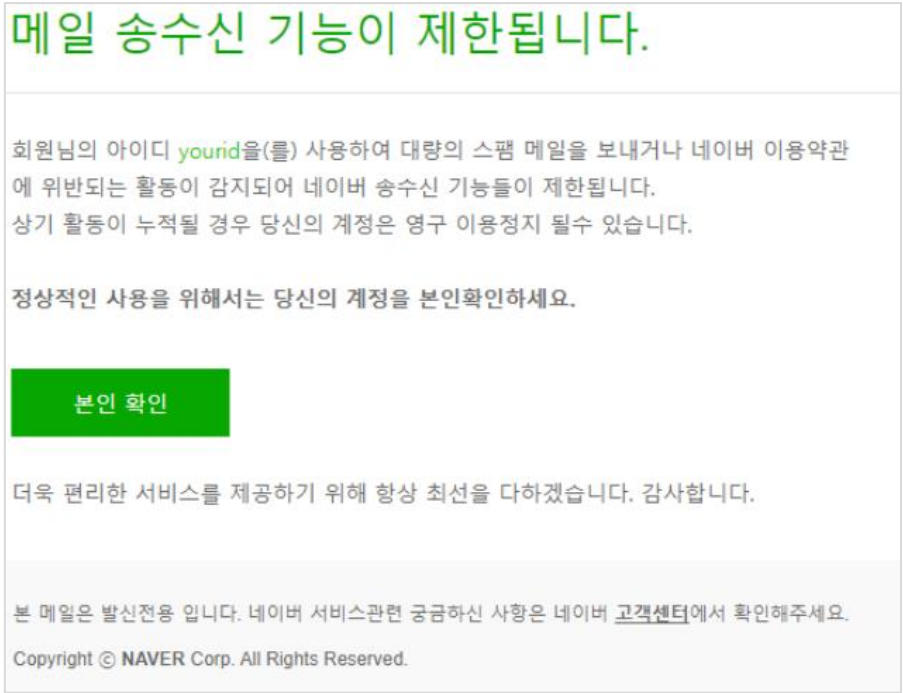 메일 송수신 기능이 제한됩니다.
회원님의 아이디 yourid을(를) 사용하여 대량의 스팸 메일을 보내거나 네이버 이용약관
에 위반되는 활동이 감지되어 네이버 송수신 기능들이 제한됩니다.
상기 활동이 누적될 경우 당신의 계정은 영구 이용정지 될수 있습니다.
정상적인 사용을 위해서는 당신의 계정을 본인확인하세요.
본인 확인
더욱 편리한 서비스를 제공하기 위해 항상 최선을 다하겠습니다. 감사합니다.
본 메일은 발신전용 입니다. 네이버 서비스관련 궁금하신 사항은 네이버 고객센터에서 확인해주세요.
Copyright ⓒ NAVER Corp. All Rights Reserved.